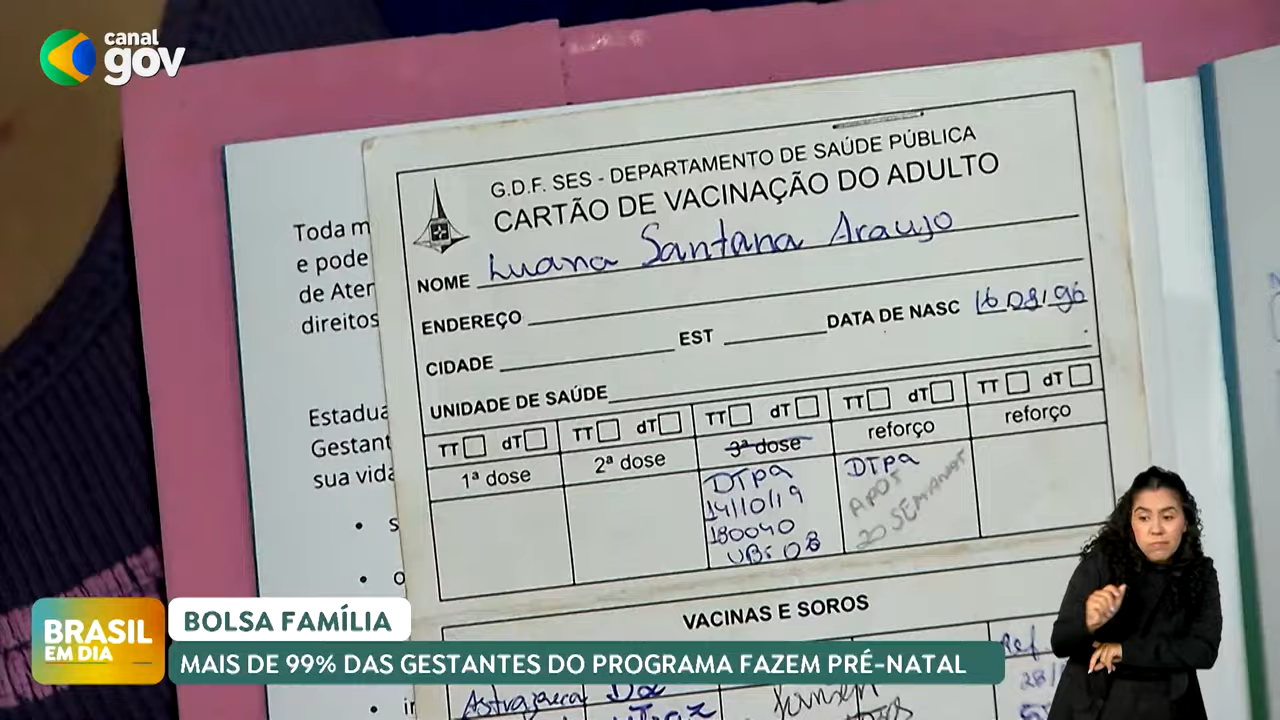 canal
gov
Toda m
e pode
de Aten
direitos
Estadua
Gestant
sua vida
G.D.F. SES - DEPARTAMENTO DE SAÚDE PÚBLICA
CARTÃO DE VACINAÇÃO DO ADULTO
NOME Luana Santana Araujo
ENDEREÇO
CIDADE EST DATA DE NASC 16 08 96
UNIDADE DE SAÚDE
TT dT TT dT TT dT TT dT TT dT
1ª dose 2ª dose 3ª dose reforço reforço
DTPA DTPA
14/10/19 APÓS
180040 20 SEMANAS
UBS 08
VACINAS E SOROS
Ref
Astrazeneca
Jansen
BRASIL
EM DIA
BOLSA FAMÍLIA
MAIS DE 99% DAS GESTANTES DO PROGRAMA FAZEM PRÉ-NATAL